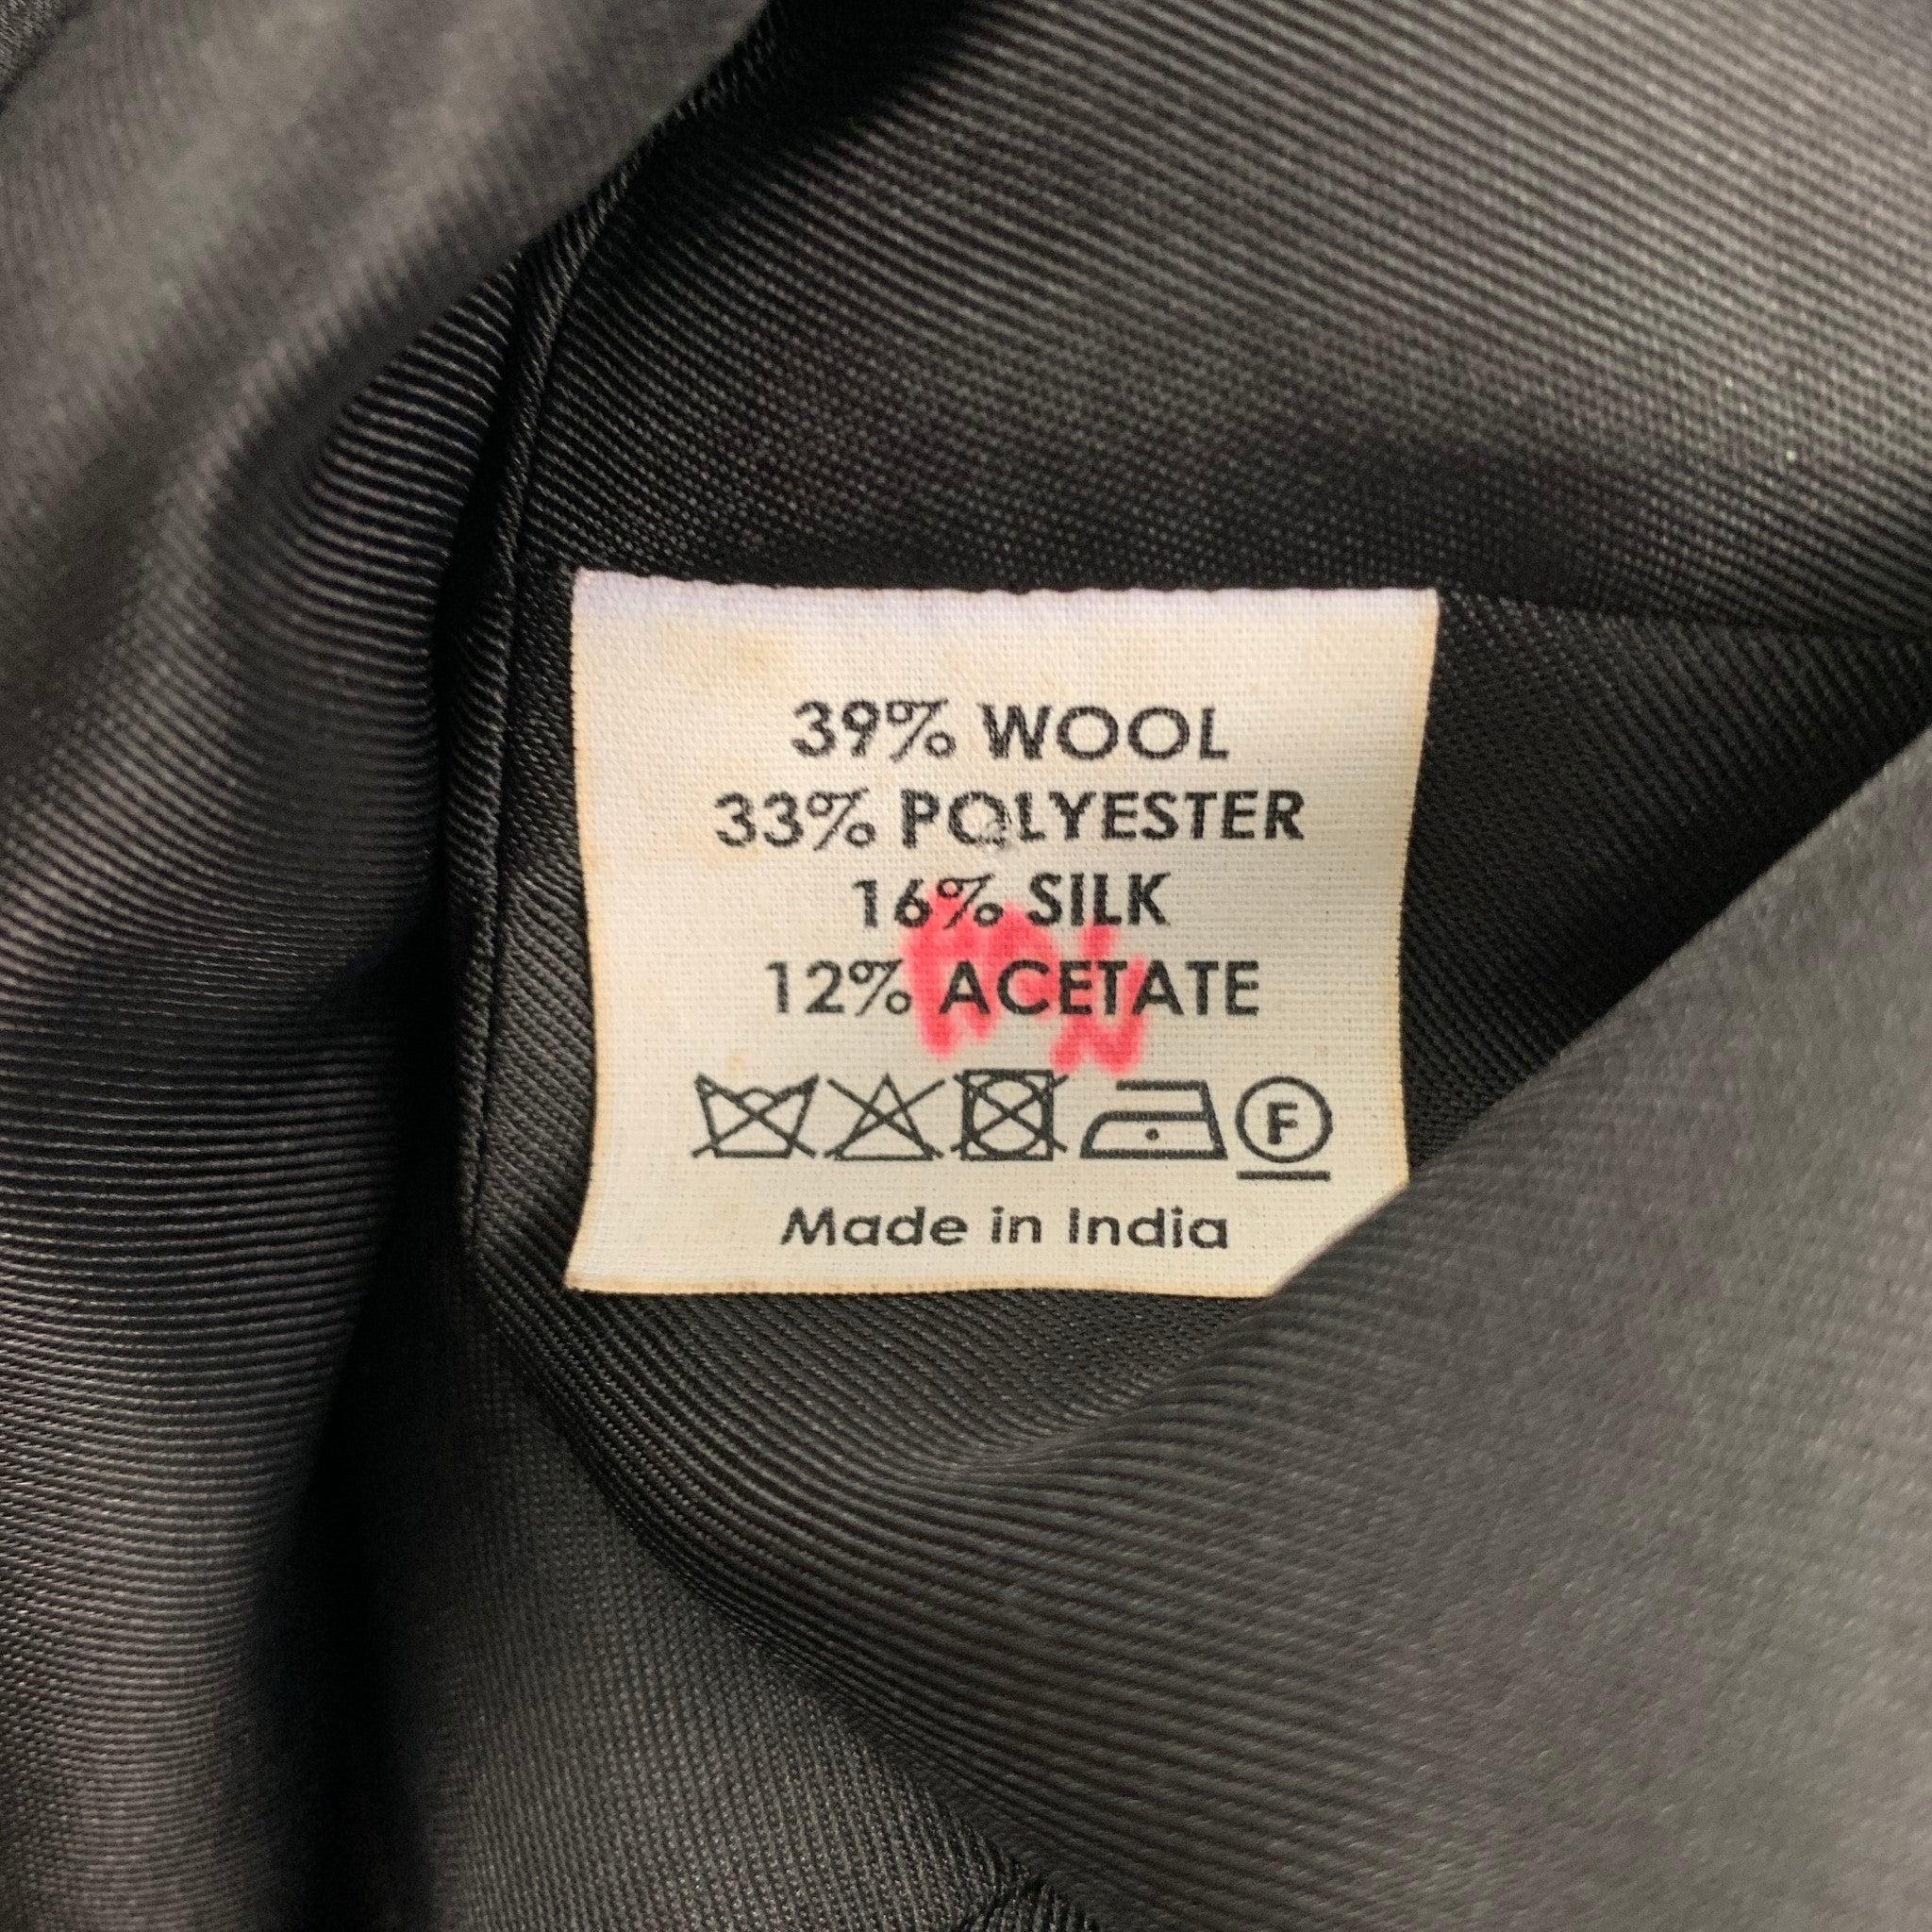 39% WOOL
33% POLYESTER
16% SILK
12% ACETATE
F
Made in India